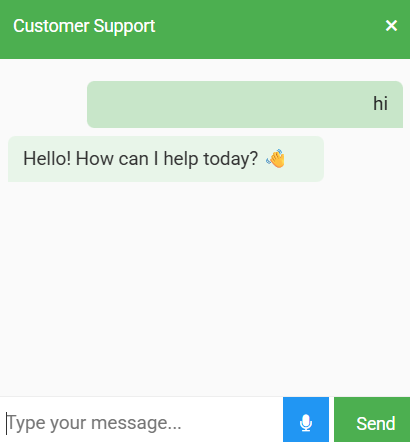 Customer Support ×
hi
Hello! How can I help today? 👋
Type your message...
Send